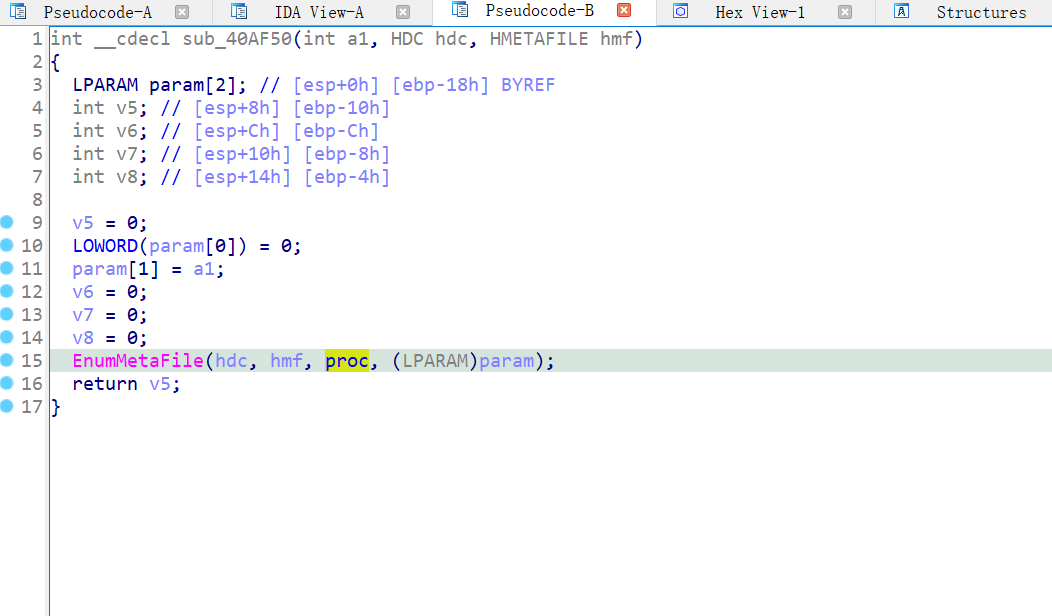 Pseudocode-A IDA View-A Pseudocode-B Hex View-1 Structures
1 int __cdecl sub_40AF50(int a1, HDC hdc, HMETAFILE hmf)
2 {
3   LPARAM param[2]; // [esp+0h] [ebp-18h] BYREF
4   int v5; // [esp+8h] [ebp-10h]
5   int v6; // [esp+Ch] [ebp-Ch]
6   int v7; // [esp+10h] [ebp-8h]
7   int v8; // [esp+14h] [ebp-4h]
8
9   v5 = 0;
10   LOWORD(param[0]) = 0;
11   param[1] = a1;
12   v6 = 0;
13   v7 = 0;
14   v8 = 0;
15   EnumMetaFile(hdc, hmf, proc, (LPARAM)param);
16   return v5;
17 }